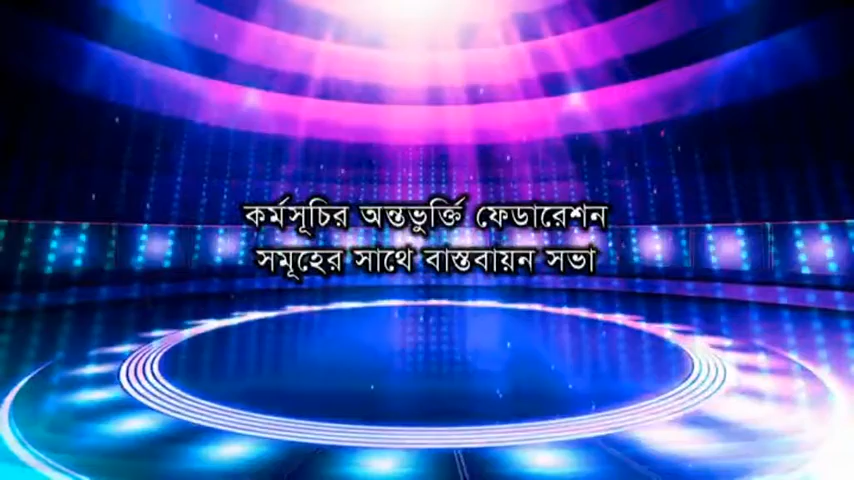 কর্মসূচির অন্তভুর্ক্তি ফেডারেশন
সমূহের সাথে বাস্তবায়ন সভা